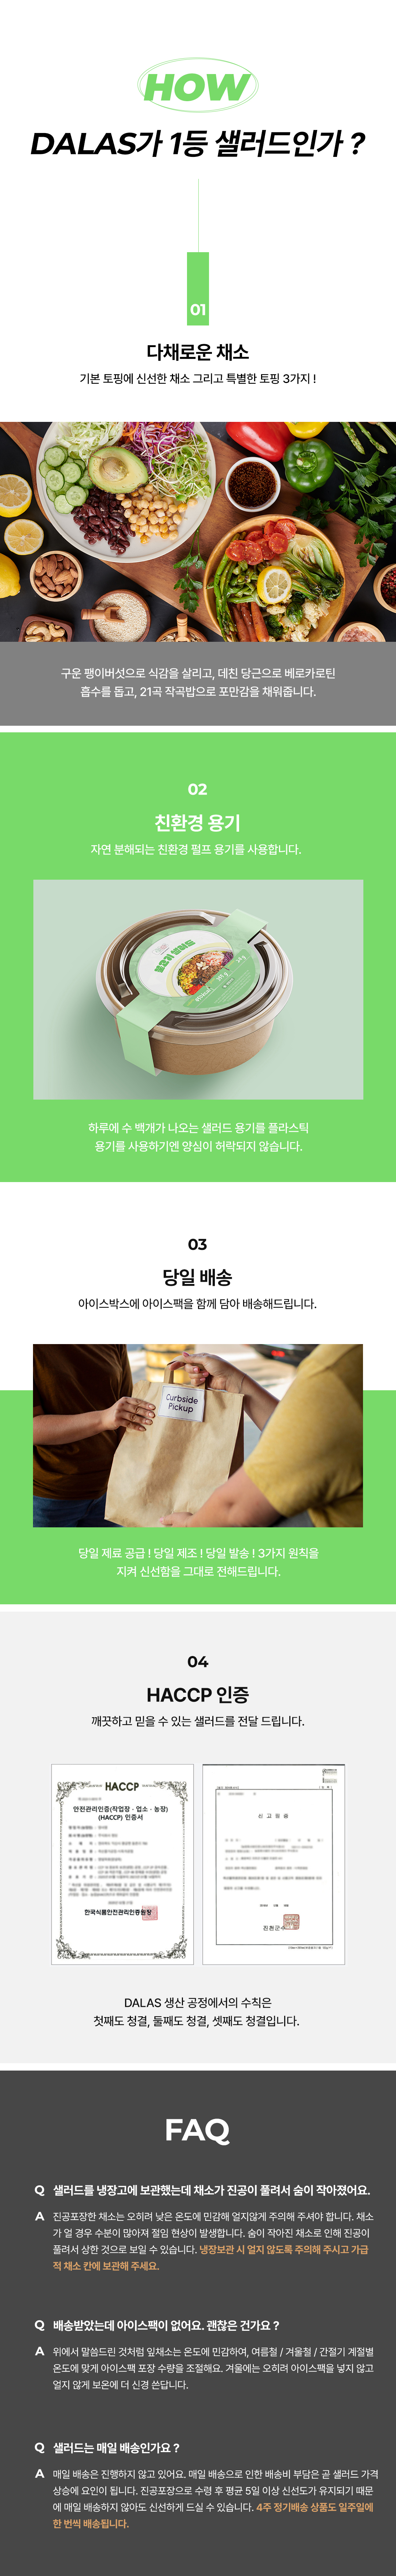 HOW
DALAS가 1등 샐러드인가 ?
01
다채로운 채소
기본 토핑에 신선한 채소 그리고 특별한 토핑 3가지 !
구운 팽이버섯으로 식감을 살리고, 데친 당근으로 베로카로틴
흡수를 돕고, 21곡 작곡밥으로 포만감을 채워줍니다.
02
친환경 용기
자연 분해되는 친환경 펄프 용기를 사용합니다.
하루에 수 백개가 나오는 샐러드 용기를 플라스틱
용기를 사용하기엔 양심이 허락되지 않습니다.
03
당일 배송
아이스박스에 아이스팩을 함께 담아 배송해드립니다.
Curbside
Pickup
당일 제료 공급 ! 당일 제조 ! 당일 발송 ! 3가지 원칙을
지켜 신선함을 그대로 전해드립니다.
04
HACCP 인증
깨끗하고 믿을 수 있는 샐러드를 전달 드립니다.
HACCP
안전관리인증(작업장 · 업소 · 농장)
(HACCP) 인증서
한국식품안전관리인증원장
신 고 필 증
진천군수
DALAS 생산 공정에서의 수칙은
첫째도 청결, 둘째도 청결, 셋째도 청결입니다.
FAQ
Q 샐러드를 냉장고에 보관했는데 채소가 진공이 풀려서 숨이 작아졌어요.
A 진공포장한 채소는 오히려 낮은 온도에 민감해 얼지않게 주의해 주셔야 합니다. 채소
가 얼 경우 수분이 많아져 절임 현상이 발생합니다. 숨이 작아진 채소로 인해 진공이
풀려서 상한 것으로 보일 수 있습니다. 냉장보관 시 얼지 않도록 주의해 주시고 가급
적 채소 칸에 보관해 주세요.
Q 배송받았는데 아이스팩이 없어요. 괜찮은 건가요 ?
A 위에서 말씀드린 것처럼 잎채소는 온도에 민감하여, 여름철 / 겨울철 / 간절기 계절별
온도에 맞게 아이스팩 포장 수량을 조절해요. 겨울에는 오히려 아이스팩을 넣지 않고
얼지 않게 보온에 더 신경 쓴답니다.
Q 샐러드는 매일 배송인가요 ?
A 매일 배송은 진행하지 않고 있어요. 매일 배송으로 인한 배송비 부담은 곧 샐러드 가격
상승에 요인이 됩니다. 진공포장으로 수령 후 평균 5일 이상 신선도가 유지되기 때문
에 매일 배송하지 않아도 신선하게 드실 수 있습니다. 4주 정기배송 상품도 일주일에
한 번씩 배송됩니다.